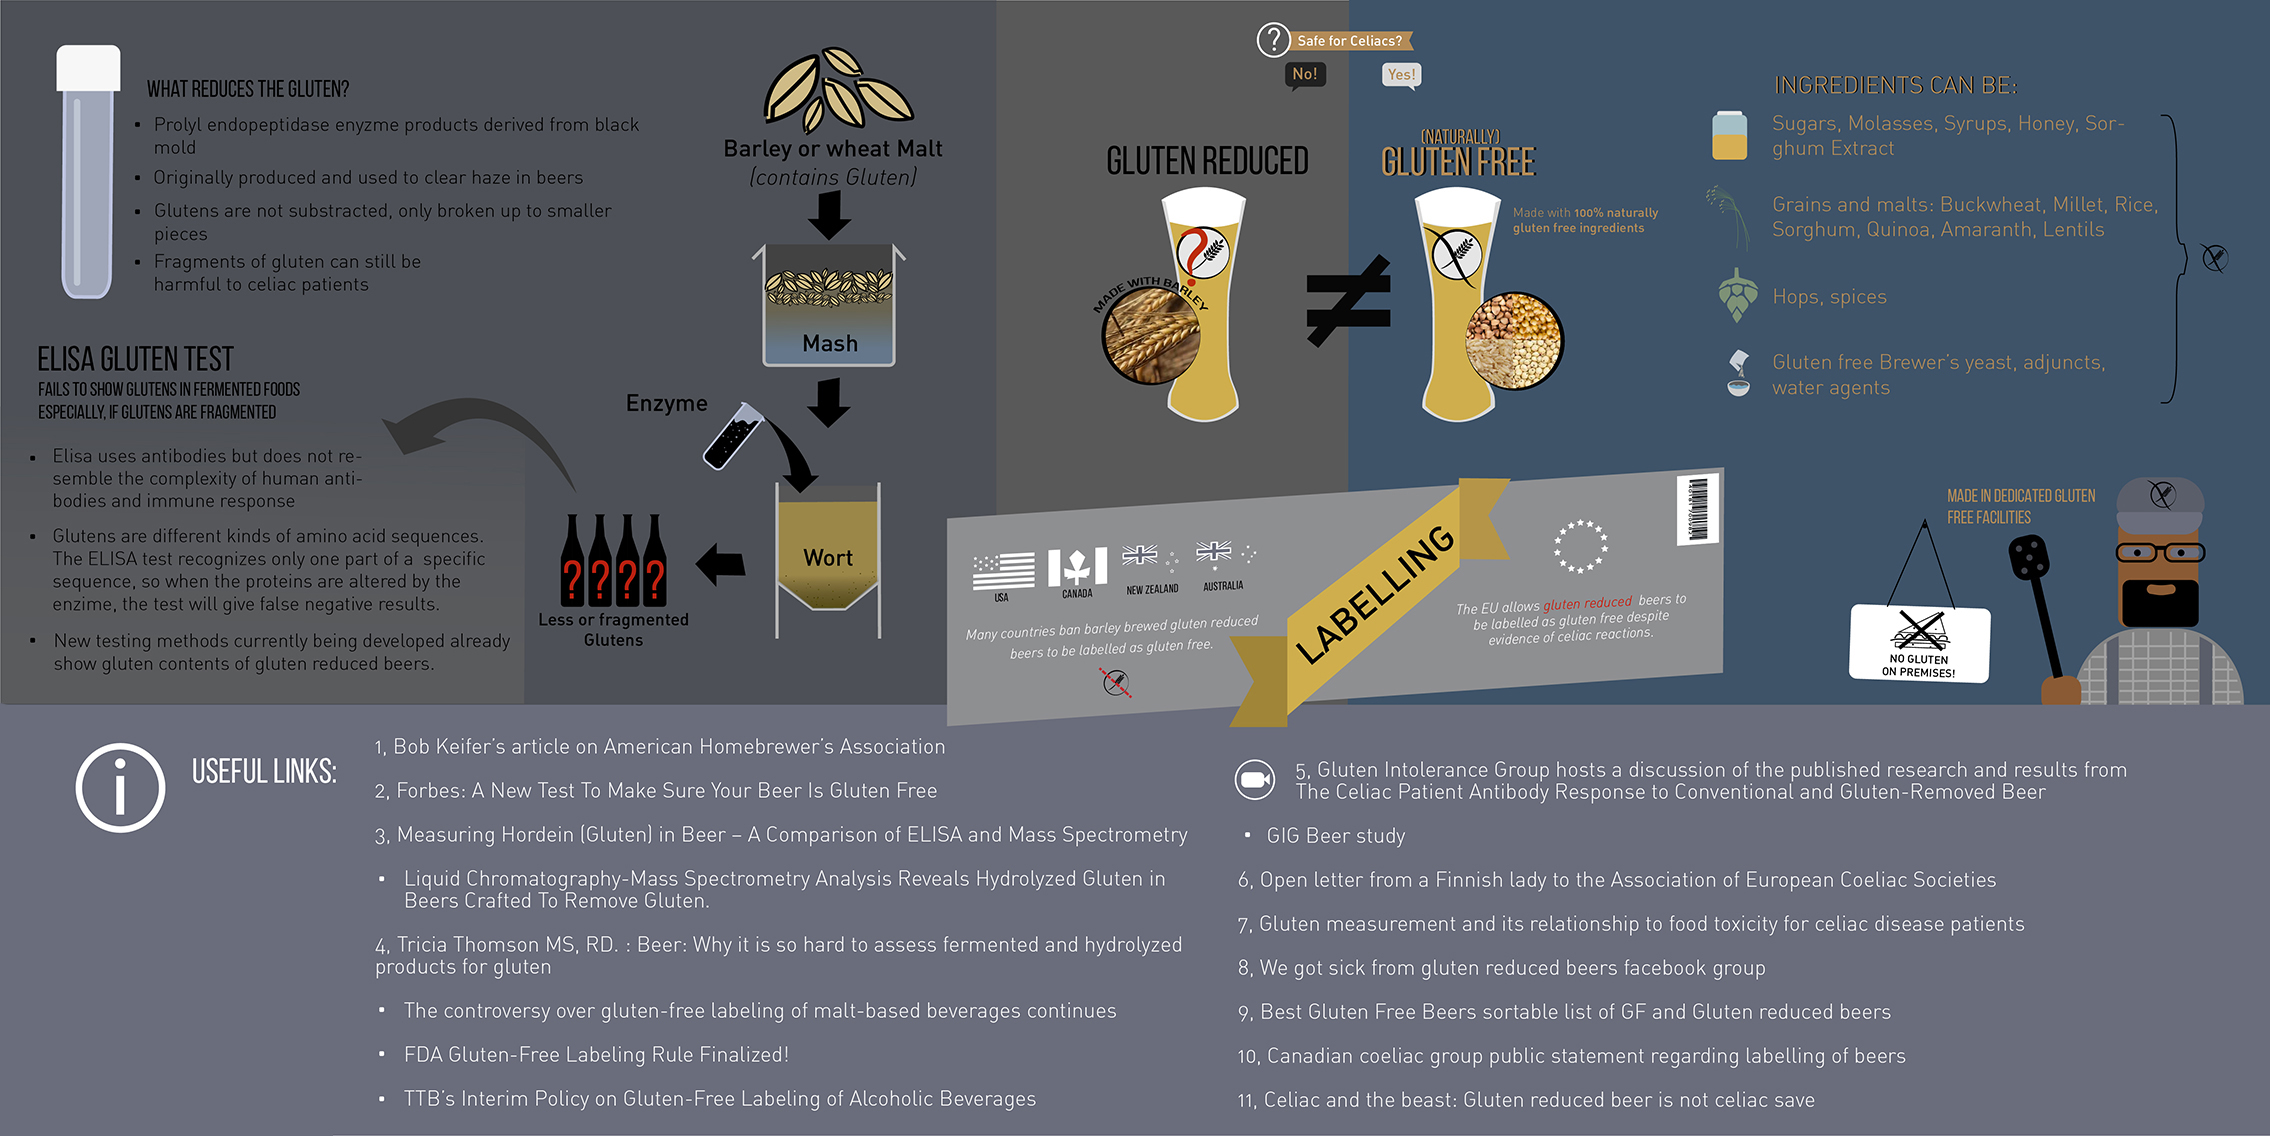 WHAT REDUCES THE GLUTEN?
▪ Prolyl endopeptidase enyzme products derived from black
mold
▪ Originally produced and used to clear haze in beers
▪ Glutens are not substracted, only broken up to smaller
pieces
▪ Fragments of gluten can still be
harmful to celiac patients
ELISA GLUTEN TEST
FAILS TO SHOW GLUTENS IN FERMENTED FOODS
ESPECIALLY, IF GLUTENS ARE FRAGMENTED
▪ Elisa uses antibodies but does not re-
semble the complexity of human anti-
bodies and immune response
▪ Glutens are different kinds of amino acid sequences.
The ELISA test recognizes only one part of a specific
sequence, so when the proteins are altered by the
enzime, the test will give false negative results.
▪ New testing methods currently being developed already
show gluten contents of gluten reduced beers.
Barley or wheat Malt
(contains Gluten)
Mash
Enzyme
Wort
? ? ? ?
Less or fragmented
Glutens
? Safe for Celiacs?
No!
Yes!
GLUTEN REDUCED
?
MADE WITH BARLEY
≠
(NATURALLY)
GLUTEN FREE
Made with 100% naturally
gluten free ingredients
INGREDIENTS CAN BE:
Sugars, Molasses, Syrups, Honey, Sor-
ghum Extract
Grains and malts: Buckwheat, Millet, Rice,
Sorghum, Quinoa, Amaranth, Lentils
Hops, spices
Gluten free Brewer's yeast, adjuncts,
water agents
MADE IN DEDICATED GLUTEN
FREE FACILITIES
NO GLUTEN
ON PREMISES!
USA
CANADA
NEW ZEALAND
AUSTRALIA
Many countries ban barley brewed gluten reduced
beers to be labelled as gluten free.
LABELLING
The EU allows gluten reduced beers to
be labelled as gluten free despite
evidence of celiac reactions.
i
USEFUL LINKS:
1, Bob Keifer's article on American Homebrewer's Association
2, Forbes: A New Test To Make Sure Your Beer Is Gluten Free
3, Measuring Hordein (Gluten) in Beer – A Comparison of ELISA and Mass Spectrometry
▪ Liquid Chromatography-Mass Spectrometry Analysis Reveals Hydrolyzed Gluten in
Beers Crafted To Remove Gluten.
4, Tricia Thomson MS, RD. : Beer: Why it is so hard to assess fermented and hydrolyzed
products for gluten
▪ The controversy over gluten-free labeling of malt-based beverages continues
▪ FDA Gluten-Free Labeling Rule Finalized!
▪ TTB's Interim Policy on Gluten-Free Labeling of Alcoholic Beverages
5, Gluten Intolerance Group hosts a discussion of the published research and results from
The Celiac Patient Antibody Response to Conventional and Gluten-Removed Beer
▪ GIG Beer study
6, Open letter from a Finnish lady to the Association of European Coeliac Societies
7, Gluten measurement and its relationship to food toxicity for celiac disease patients
8, We got sick from gluten reduced beers facebook group
9, Best Gluten Free Beers sortable list of GF and Gluten reduced beers
10, Canadian coeliac group public statement regarding labelling of beers
11, Celiac and the beast: Gluten reduced beer is not celiac save